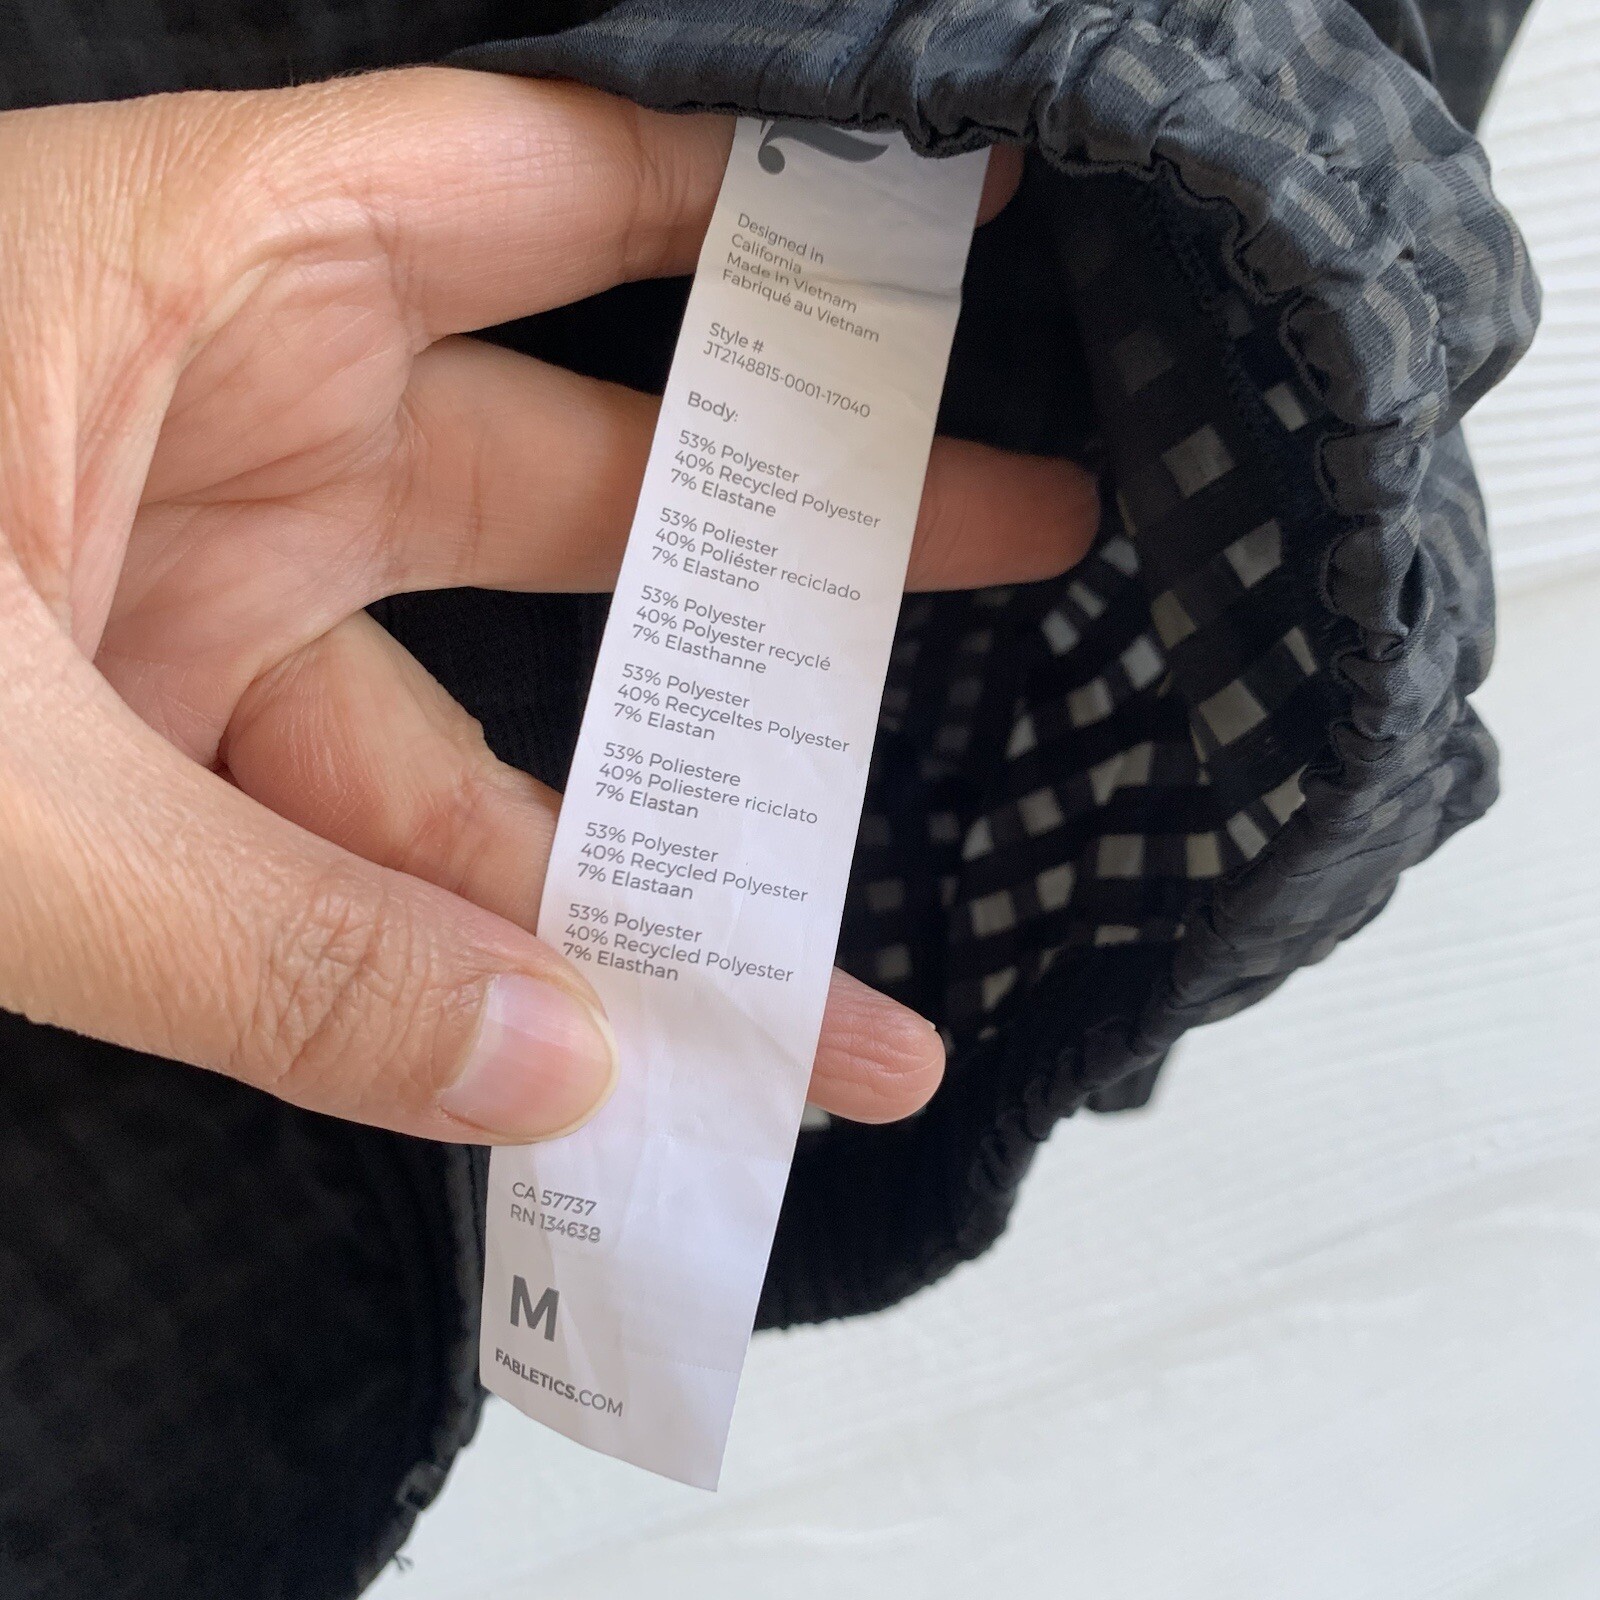 Designed in
California
Made in Vietnam
Fabriqué au Vietnam
Style #
JT2148815-0001-17040
Body:
53% Polyester
40% Recycled Polyester
7% Elastane
53% Poliester
40% Poliéster reciclado
7% Elastano
53% Polyester
40% Polyester recyclé
7% Elasthanne
53% Polyester
40% Recyceltes Polyester
7% Elastan
53% Poliestere
40% Poliestere riciclato
7% Elastan
53% Polyester
40% Recycled Polyester
7% Elastaan
53% Polyester
40% Recycled Polyester
7% Elasthan
CA 57737
RN 134638
M
FABLETICS.COM